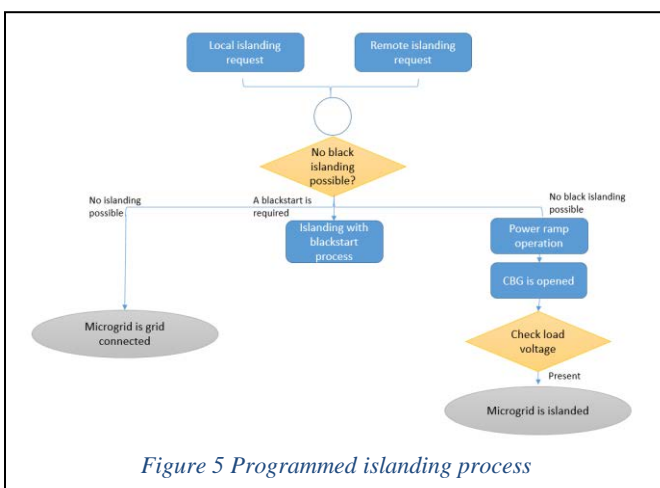 Local islanding
request
Remote islanding
request
No black
islanding
possible?
No islanding
possible
A blackstart is
required
No black islanding
possible
Islanding with
blackstart
process
Power ramp
operation
CBG is opened
Microgrid is grid
connected
Check load
voltage
Present
Microgrid is islanded
Figure 5 Programmed islanding process